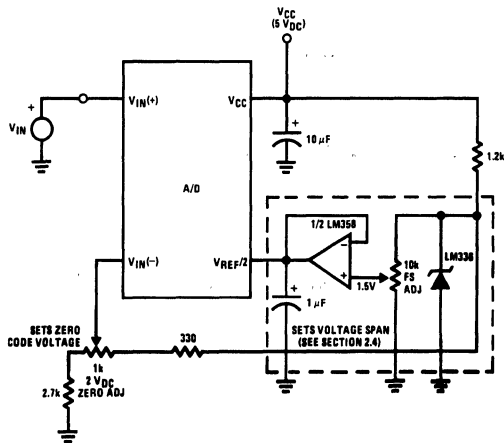 VCC
(5 VDC)
VIN(+)
VCC
+
VIN
+
10 µF
1.2k
A/D
1/2 LM358
VIN(−)
VREF/2
−
+
1.5V
10k
FS
ADJ
LM336
+
1 µF
SETS ZERO
CODE VOLTAGE
330
SETS VOLTAGE SPAN
(SEE SECTION 2.4)
1k
2 VDC
ZERO ADJ
2.7k